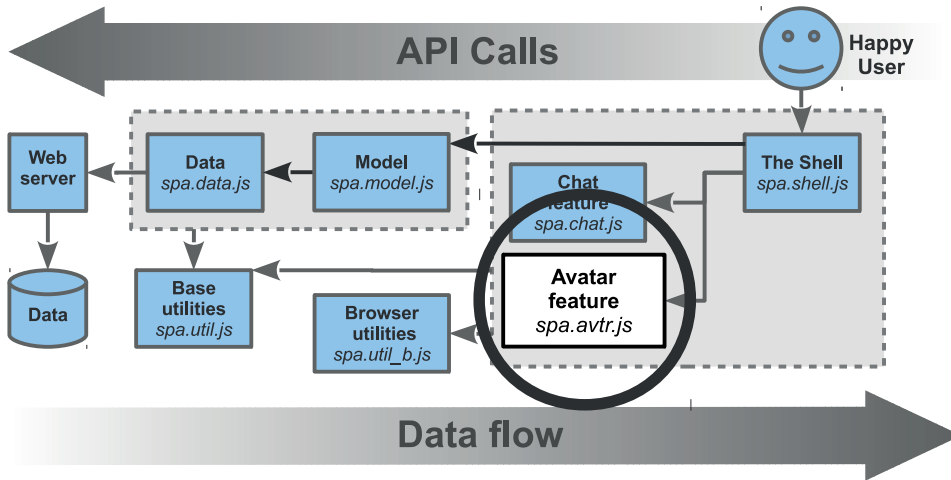 API Calls
Happy
User
Web
server
Data
spa.data.js
Model
spa.model.js
The Shell
spa.shell.js
Chat
feature
spa.chat.js
Data
Base
utilities
spa.util.js
Browser
utilities
spa.util_b.js
Avatar
feature
spa.avtr.js
Data flow